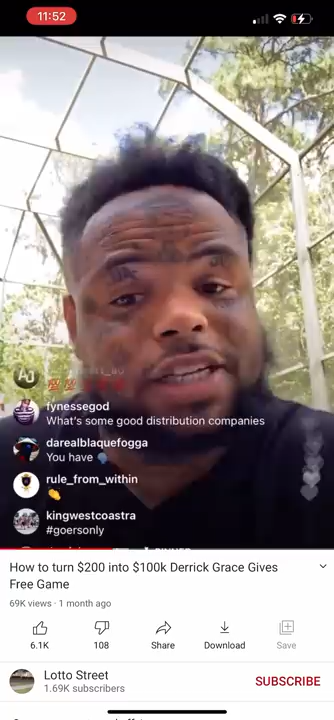 11:52
AJ
fynessegod
What's some good distribution companies
darealblaquefogga
You have
rule_from_within
kingwestcoastra
#goersonly
How to turn $200 into $100k Derrick Grace Gives
Free Game
69K views · 1 month ago
6.1K
108
Share
Download
Save
Lotto Street
1.69K subscribers
SUBSCRIBE